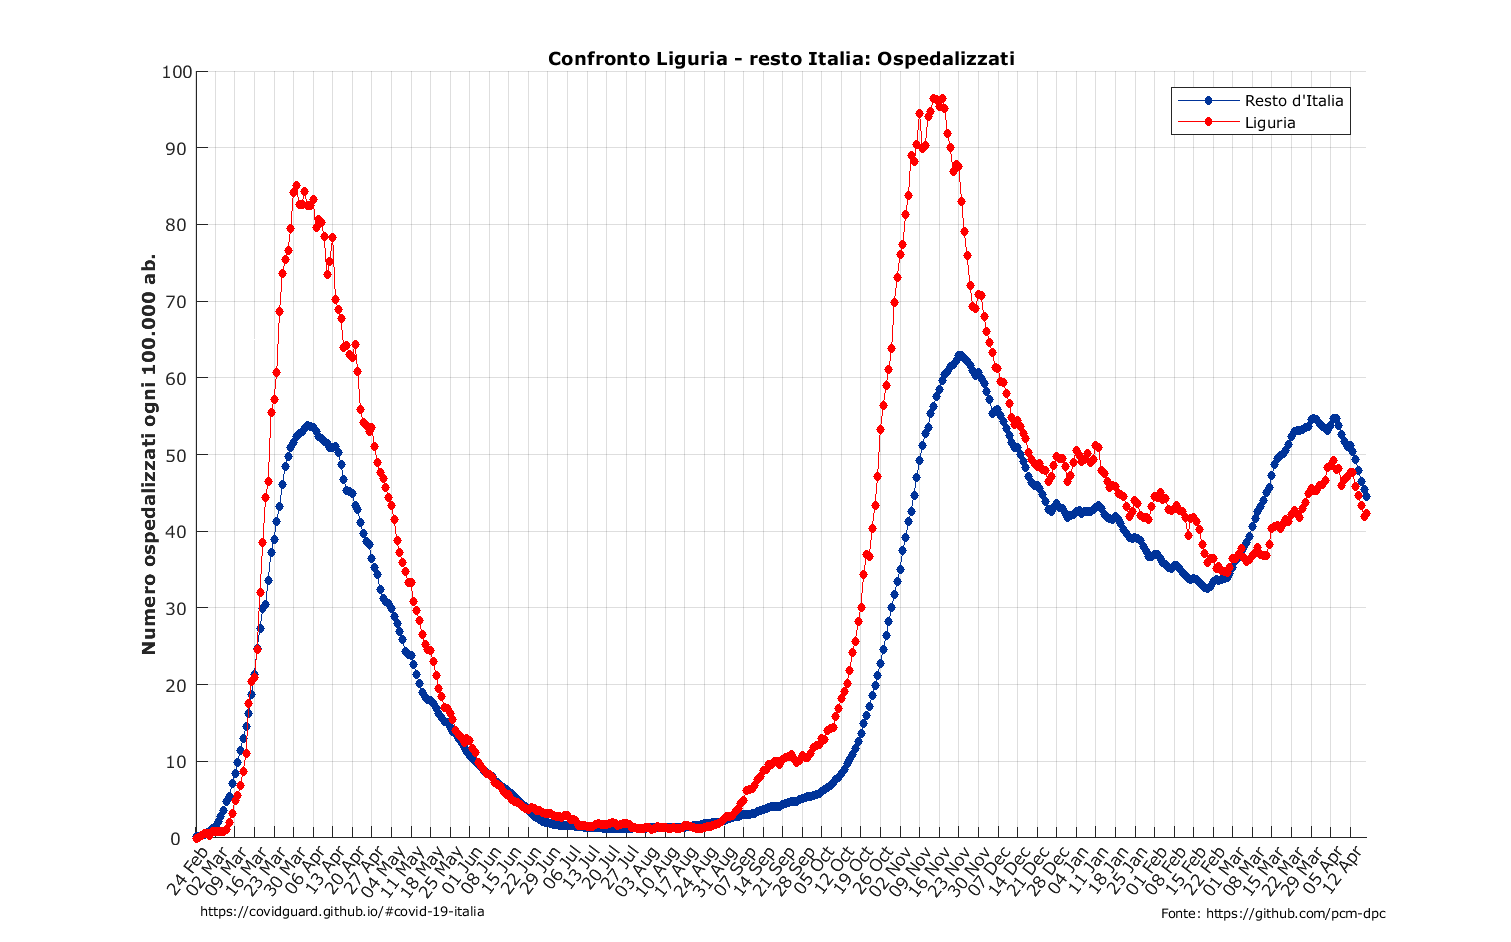 Confronto Liguria - resto Italia: Ospedalizzati
Resto d'Italia
Liguria
Numero ospedalizzati ogni 100.000 ab.
100
90
80
70
60
50
40
30
20
10
0
24 Feb
02 Mar
09 Mar
16 Mar
23 Mar
30 Mar
06 Apr
13 Apr
20 Apr
27 Apr
04 May
11 May
18 May
25 May
01 Jun
08 Jun
15 Jun
22 Jun
29 Jun
06 Jul
13 Jul
20 Jul
27 Jul
03 Aug
10 Aug
17 Aug
24 Aug
31 Aug
07 Sep
14 Sep
21 Sep
28 Sep
05 Oct
12 Oct
19 Oct
26 Oct
02 Nov
09 Nov
16 Nov
23 Nov
30 Nov
07 Dec
14 Dec
21 Dec
28 Dec
04 Jan
11 Jan
18 Jan
25 Jan
01 Feb
08 Feb
15 Feb
22 Feb
01 Mar
08 Mar
15 Mar
22 Mar
29 Mar
05 Apr
12 Apr
https://covidguard.github.io/#covid-19-italia
Fonte: https://github.com/pcm-dpc